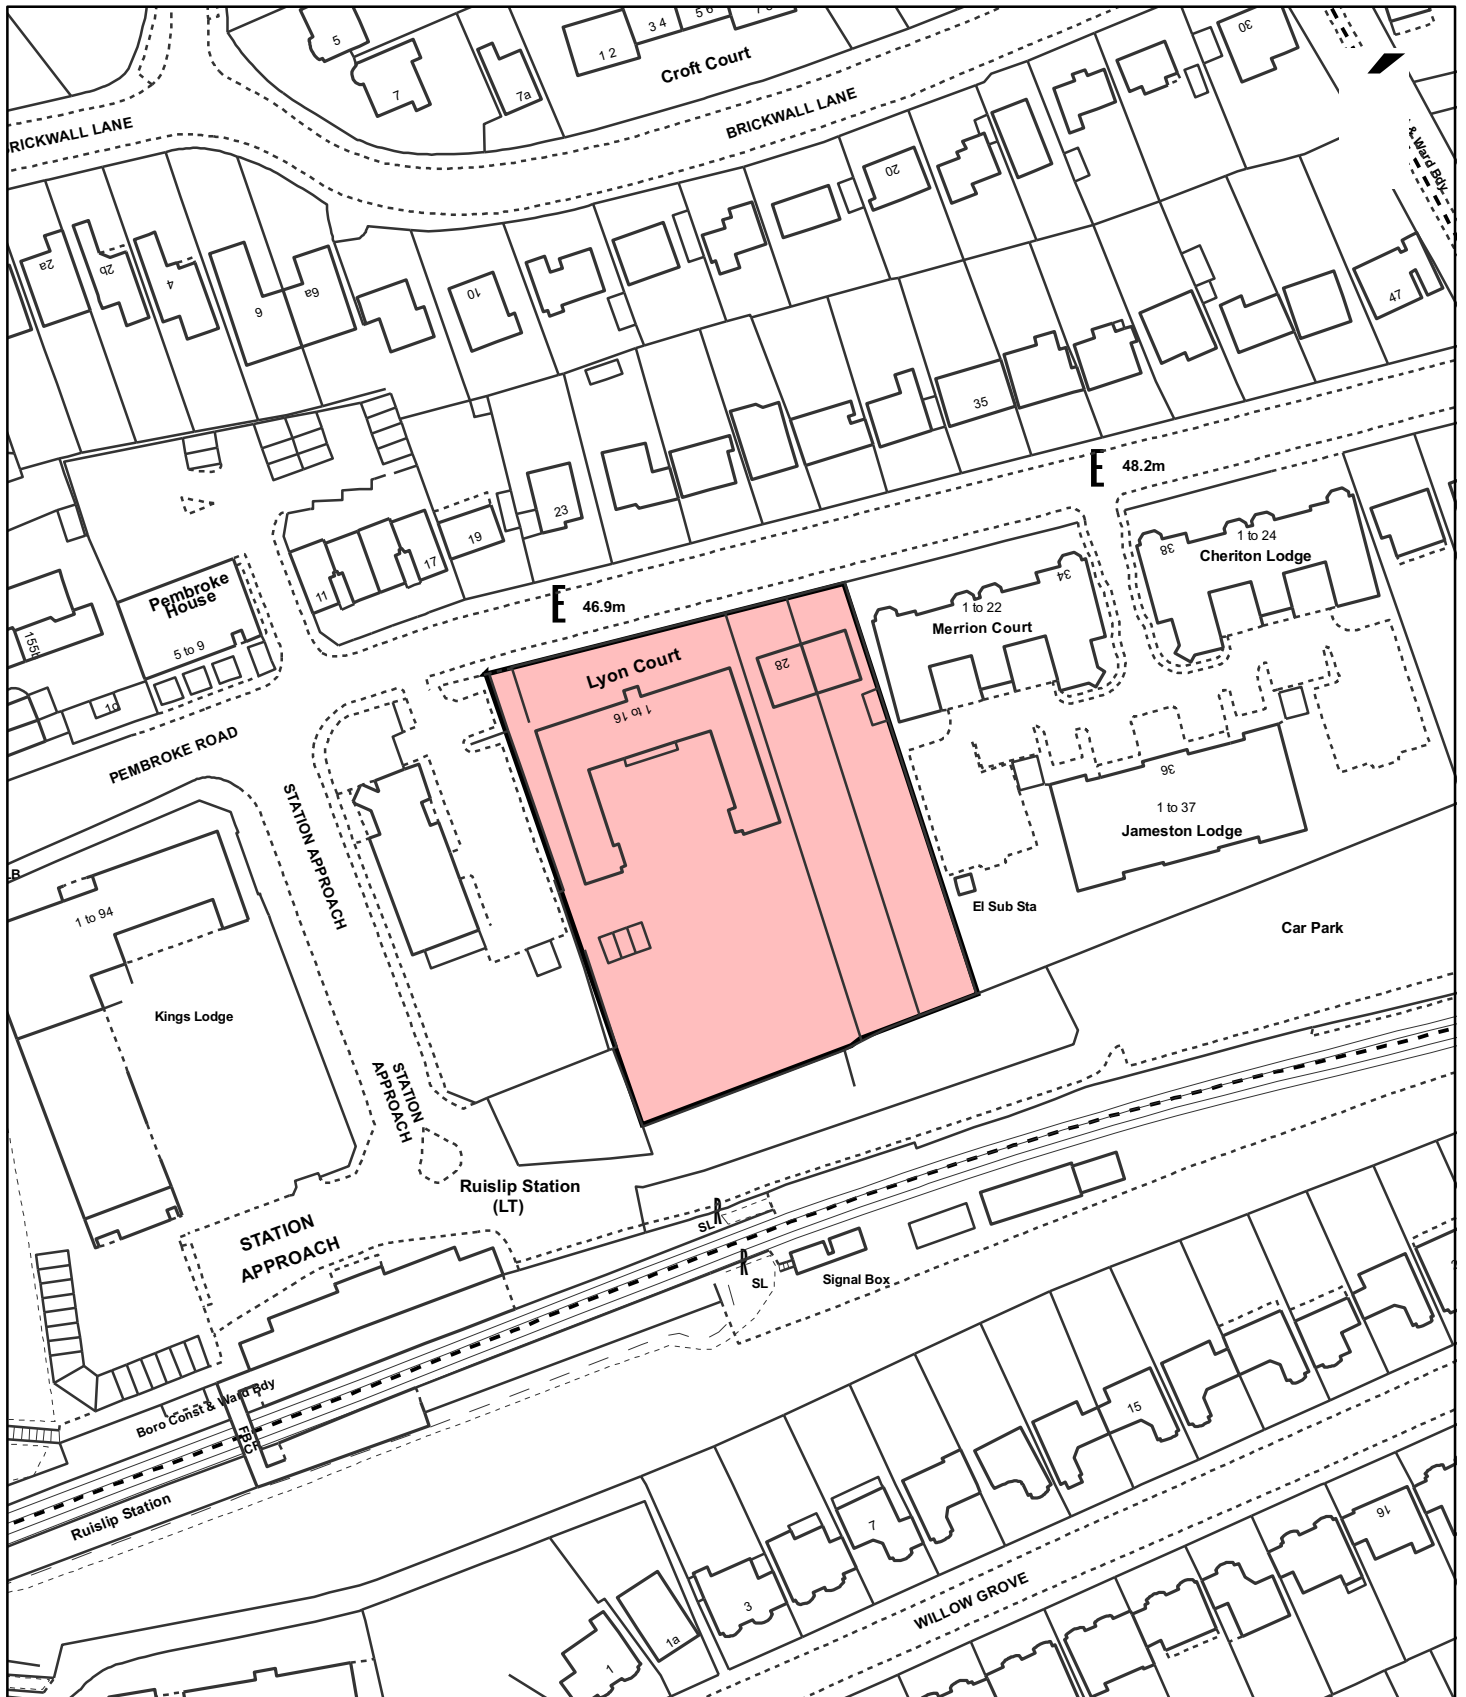 5
7
7a
1 2
3 4
5 6
Croft Court
30
RICKWALL LANE
BRICKWALL LANE
& Ward Bdy
20
2a
2b
4
6
6a
10
47
35
48.2m
23
19
17
11
Pembroke
House
5 to 9
155b
46.9m
1 to 24
38
Cheriton Lodge
34
1 to 22
Merrion Court
Lyon Court
28
1 to 16
PEMBROKE ROAD
STATION APPROACH
36
1 to 37
Jameston Lodge
LB
1 to 94
El Sub Sta
Car Park
Kings Lodge
STATION
APPROACH
Ruislip Station
(LT)
STATION
APPROACH
SL
SL
Signal Box
Boro Const & Ward Bdy
FB
Ruislip Station
15
7
3
1a
1
16
WILLOW GROVE